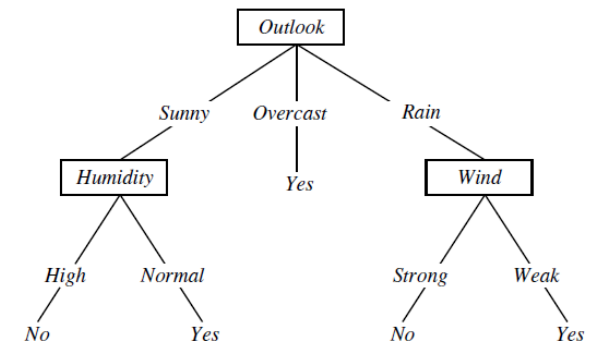 Outlook
Sunny Overcast Rain
Humidity Yes Wind
High Normal Strong Weak
No Yes No Yes